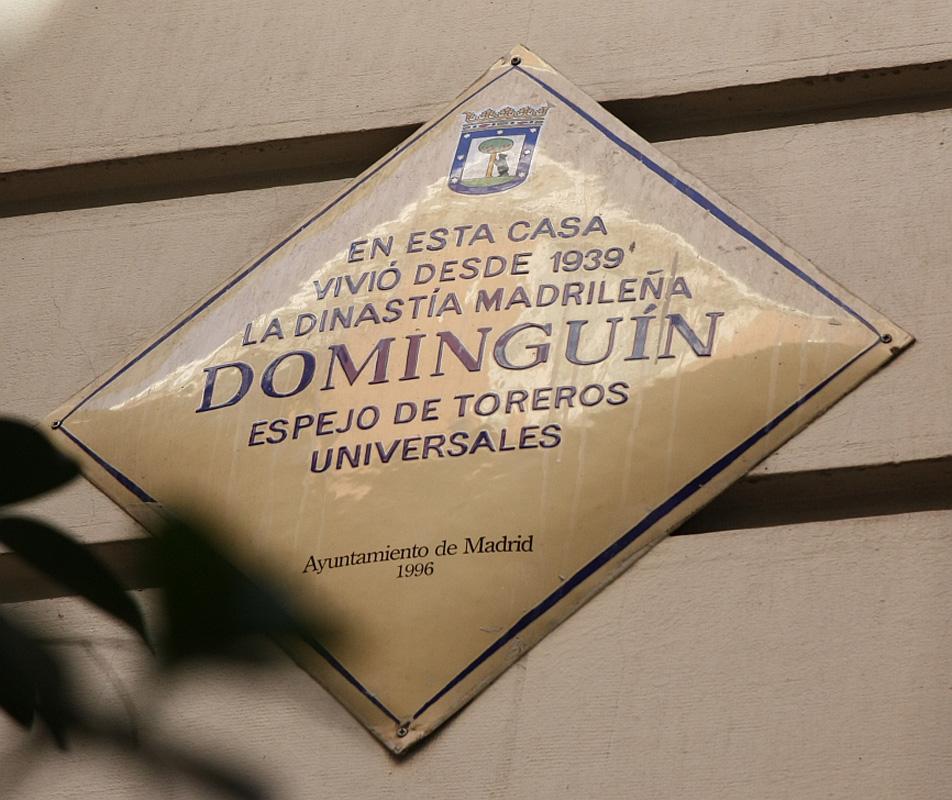 EN ESTA CASA
VIVIÓ DESDE 1939
LA DINASTÍA MADRILEÑA
DOMINGUÍN
ESPEJO DE TOREROS
UNIVERSALES
Ayuntamiento de Madrid
1996